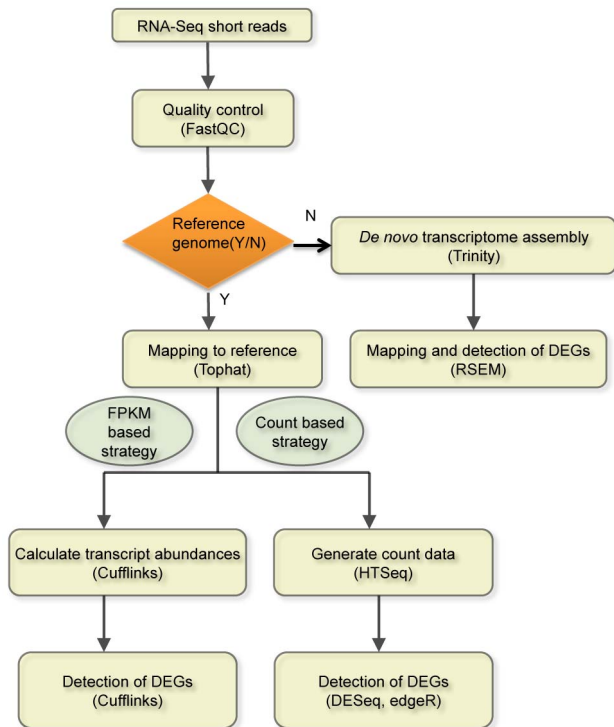 RNA-Seq short reads
Quality control
(FastQC)
Reference
genome(Y/N)
N
De novo transcriptome assembly
(Trinity)
Y
Mapping to reference
(Tophat)
Mapping and detection of DEGs
(RSEM)
FPKM
based
strategy
Count based
strategy
Calculate transcript abundances
(Cufflinks)
Generate count data
(HTSeq)
Detection of DEGs
(Cufflinks)
Detection of DEGs
(DESeq, edgeR)